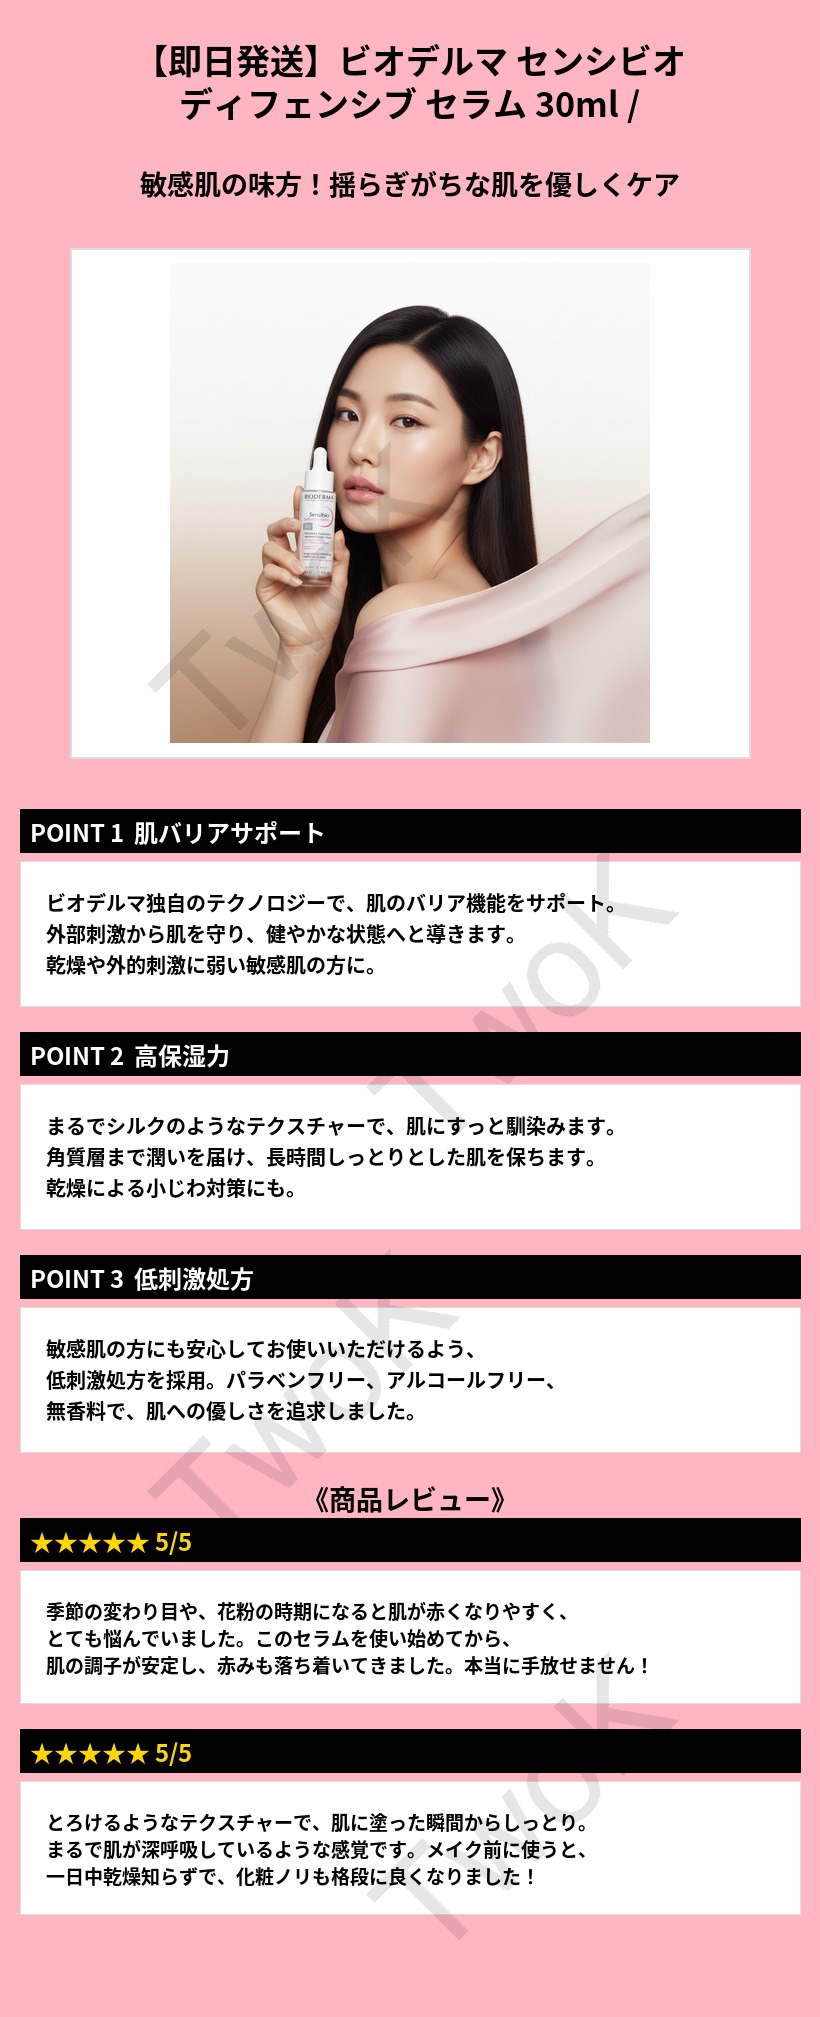 【即日発送】ビオデルマ センシビオ
ディフェンシブ セラム 30ml /
敏感肌の味方！揺らぎがちな肌を優しくケア
BIODERMA
Sensibio
TwoK
POINT 1 肌バリアサポート
ビオデルマ独自のテクノロジーで、肌のバリア機能をサポート。
外部刺激から肌を守り、健やかな状態へと導きます。
乾燥や外的刺激に弱い敏感肌の方に。
TwoK
POINT 2 高保湿力
まるでシルクのようなテクスチャーで、肌にすっと馴染みます。
角質層まで潤いを届け、長時間しっとりとした肌を保ちます。
乾燥による小じわ対策にも。
POINT 3 低刺激処方
敏感肌の方にも安心してお使いいただけるよう、
低刺激処方を採用。パラベンフリー、アルコールフリー、
無香料で、肌への優しさを追求しました。
TwoK
《商品レビュー》
★★★★★ 5/5
季節の変わり目や、花粉の時期になると肌が赤くなりやすく、
とても悩んでいました。このセラムを使い始めてから、
肌の調子が安定し、赤みも落ち着いてきました。本当に手放せません！
★★★★★ 5/5
とろけるようなテクスチャーで、肌に塗った瞬間からしっとり。
まるで肌が深呼吸しているような感覚です。メイク前に使うと、
一日中乾燥知らずで、化粧ノリも格段に良くなりました！
TwoK